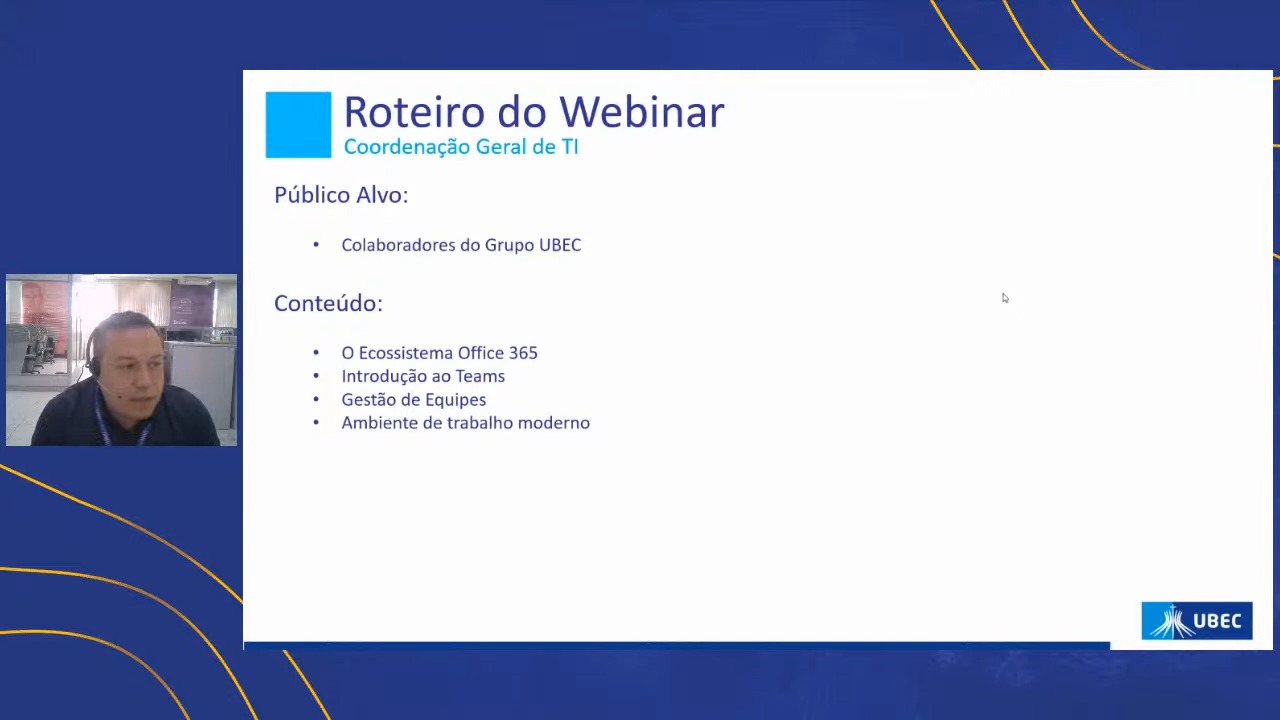 Roteiro do Webinar
Coordenação Geral de TI
Público Alvo:
• Colaboradores do Grupo UBEC
Conteúdo:
• O Ecossistema Office 365
• Introdução ao Teams
• Gestão de Equipes
• Ambiente de trabalho moderno
UBEC